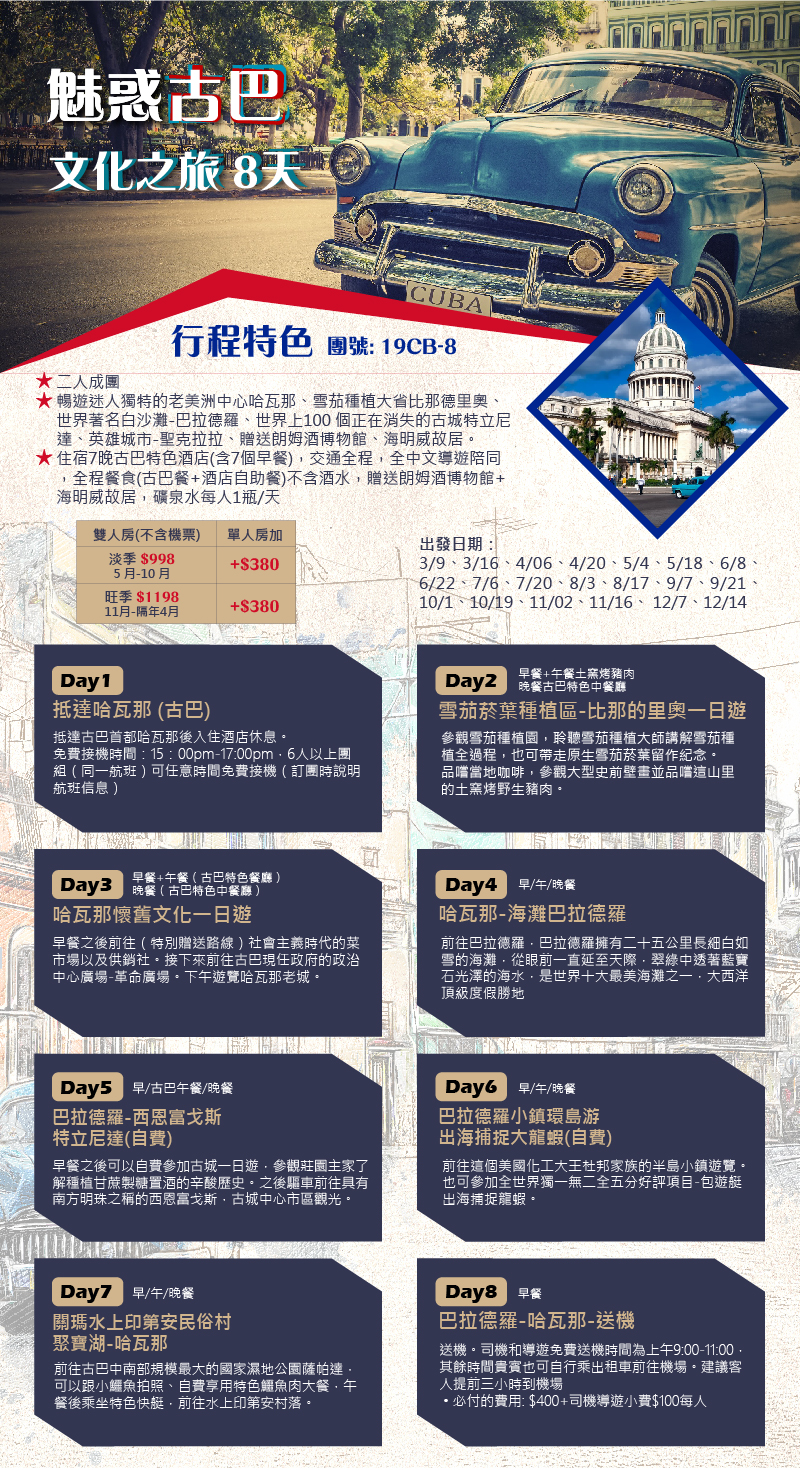 魅惑古巴
文化之旅 8天
CUBA
行程特色 團號: 19CB-8
★二人成團
★暢遊迷人獨特的老美洲中心哈瓦那、雪茄種植大省比那德里奧、
世界著名白沙灘-巴拉德羅、世界上100 個正在消失的古城特立尼
達、英雄城市-聖克拉拉、贈送朗姆酒博物館、海明威故居。
★住宿7晚古巴特色酒店(含7個早餐)，交通全程，全中文導遊陪同
，全程餐食(古巴餐+酒店自助餐)不含酒水，贈送朗姆酒博物館+
海明威故居，礦泉水每人1瓶/天
雙人房(不含機票) 單人房加
淡季 $998
5 月-10 月
+$380
旺季 $1198
11月-隔年4月
+$380
出發日期：
3/9、3/16、4/06、4/20、5/4、5/18、6/8、
6/22、7/6、7/20、8/3、8/17、9/7、9/21、
10/1、10/19、11/02、11/16、 12/7、12/14
Day1
抵達哈瓦那 (古巴)
抵達古巴首都哈瓦那後入住酒店休息。
免費接機時間：15：00pm-17:00pm，6人以上團
組（同一航班）可任意時間免費接機（訂團時說明
航班信息）
Day2
早餐+午餐土窯烤豬肉
晚餐古巴特色中餐廳
雪茄菸葉種植區-比那的里奧一日遊
參觀雪茄種植園，聆聽雪茄種植大師講解雪茄種
植全過程，也可帶走原生雪茄菸葉留作紀念。
品嚐當地咖啡，參觀大型史前壁畫並品嚐這山里
的土窯烤野生豬肉。
Day3
早餐+午餐（古巴特色餐廳）
晚餐（古巴特色中餐廳）
哈瓦那懷舊文化一日遊
早餐之後前往（特別贈送路線）社會主義時代的菜
市場以及供銷社。接下來前往古巴現任政府的政治
中心廣場-革命廣場。下午遊覽哈瓦那老城。
Day4
早/午/晚餐
哈瓦那-海灘巴拉德羅
前往巴拉德羅，巴拉德羅擁有二十五公里長細白如
雪的海灘，從眼前一直延至天際，翠綠中透著藍寶
石光澤的海水，是世界十大最美海灘之一，大西洋
頂級度假勝地
Day5
早/古巴午餐/晚餐
巴拉德羅-西恩富戈斯
特立尼達(自費)
早餐之後可以自費參加古城一日遊，參觀莊園主家了
解種植甘蔗製糖置酒的辛酸歷史。之後驅車前往具有
南方明珠之稱的西恩富戈斯，古城中心市區觀光。
Day6
早/午/晚餐
巴拉德羅小鎮環島游
出海捕捉大龍蝦(自費)
前往這個美國化工大王杜邦家族的半島小鎮遊覽。
也可參加全世界獨一無二全五分好評項目-包遊艇
出海捕捉龍蝦。
Day7
早/午/晚餐
關瑪水上印第安民俗村
聚寶湖-哈瓦那
前往古巴中南部規模最大的國家濕地公園薩帕達，
可以跟小鱷魚拍照、自費享用特色鱷魚肉大餐，午
餐後乘坐特色快艇，前往水上印第安村落。
Day8
早餐
巴拉德羅-哈瓦那-送機
送機。司機和導遊免費送機時間為上午9:00-11:00，
其餘時間貴賓也可自行乘出租車前往機場。建議客
人提前三小時到機場
•必付的費用: $400+司機導遊小費$100每人